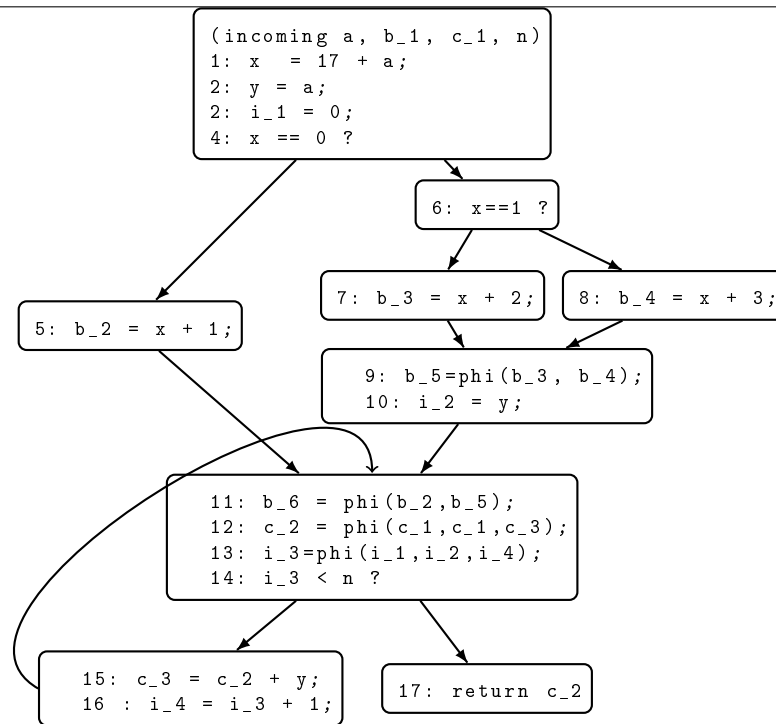 (incoming a, b_1, c_1, n)
1: x  = 17 + a;
2: y = a;
2: i_1 = 0;
4: x == 0 ?
6: x==1 ?
7: b_3 = x + 2;
8: b_4 = x + 3;
5: b_2 = x + 1;
9: b_5=phi(b_3, b_4);
10: i_2 = y;
11: b_6 = phi(b_2,b_5);
12: c_2 = phi(c_1,c_1,c_3);
13: i_3=phi(i_1,i_2,i_4);
14: i_3 < n ?
15: c_3 = c_2 + y;
16 : i_4 = i_3 + 1;
17: return c_2